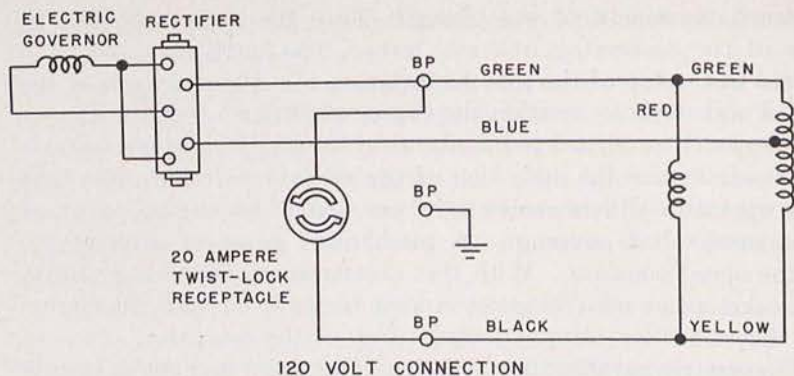 ELECTRIC
GOVERNOR
RECTIFIER
BP
GREEN
GREEN
RED
BLUE
BP
20 AMPERE
TWIST-LOCK
RECEPTACLE
BP
BLACK
YELLOW
120 VOLT CONNECTION